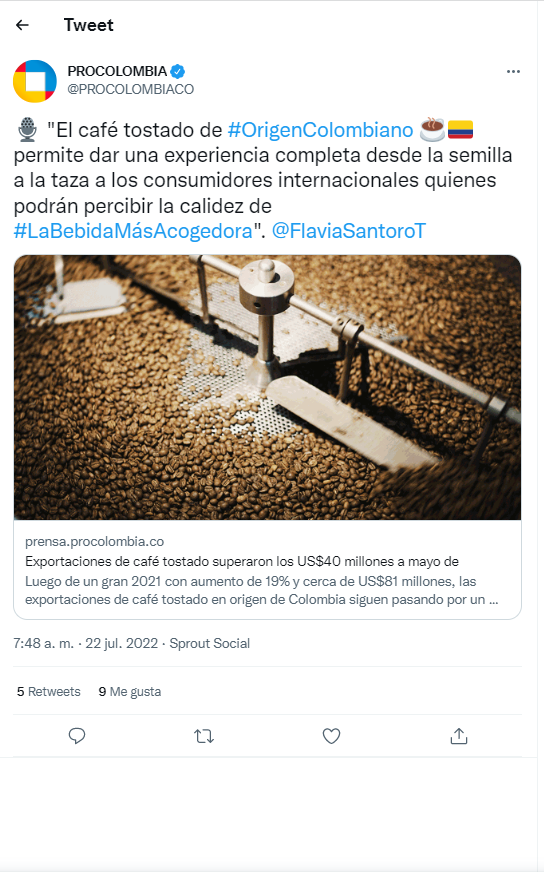 Tweet
PROCOLOMBIA
@PROCOLOMBIACO
"El café tostado de #OrigenColombiano
permite dar una experiencia completa desde la semilla
a la taza a los consumidores internacionales quienes
podrán percibir la calidez de
#LaBebidaMásAcogedora". @FlaviaSantoroT
prensa.procolombia.co
Exportaciones de café tostado superaron los US$40 millones a mayo de
Luego de un gran 2021 con aumento de 19% y cerca de US$81 millones, las
exportaciones de café tostado en origen de Colombia siguen pasando por un ...
7:48 a. m. · 22 jul. 2022 · Sprout Social
5 Retweets 9 Me gusta